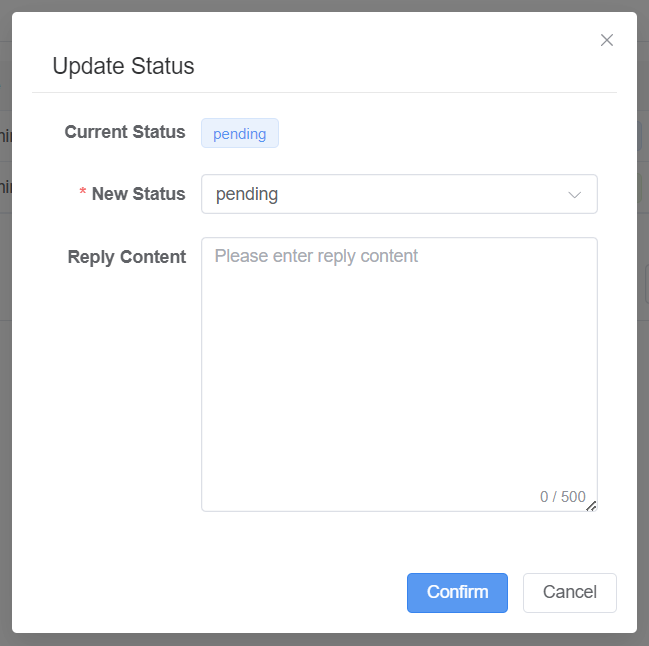 Update Status
Current Status pending
* New Status pending
Reply Content Please enter reply content
0 / 500
Confirm Cancel